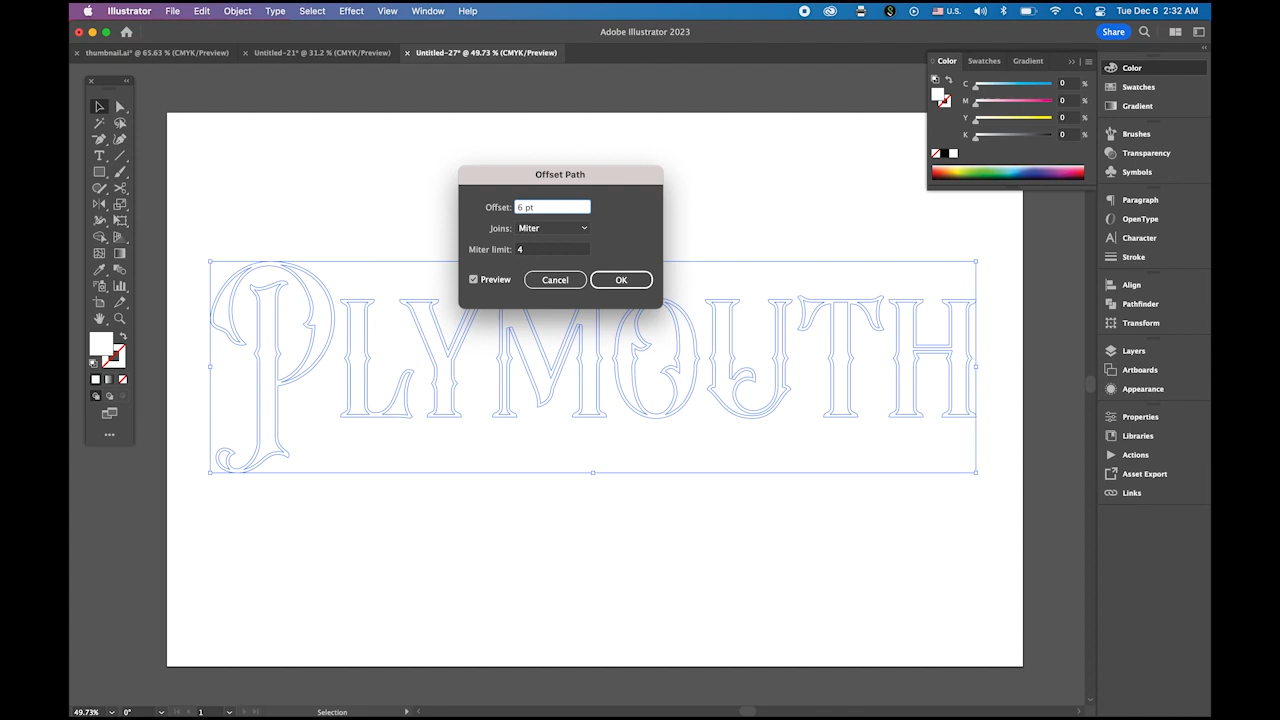 Illustrator File Edit Object Type Select Effect View Window Help U.S. Tue Dec 6 2:32 AM
Adobe Illustrator 2023 Share
× thumbnail.ai* @ 65.63 % (CMYK/Preview) × Untitled-21* @ 31.2 % (CMYK/Preview) × Untitled-27* @ 49.73 % (CMYK/Preview)
Color Swatches Gradient
C 0 %
M 0 %
Y 0 %
K 0 %
Color
Swatches
Gradient
Brushes
Transparency
Symbols
Paragraph
OpenType
Character
Stroke
Align
Pathfinder
Transform
Layers
Artboards
Appearance
Properties
Libraries
Actions
Asset Export
Links
Offset Path
Offset: 6 pt
Joins: Miter
Miter limit: 4
Preview Cancel OK
PLYMOUTH
49.73% 0° 1 Selection